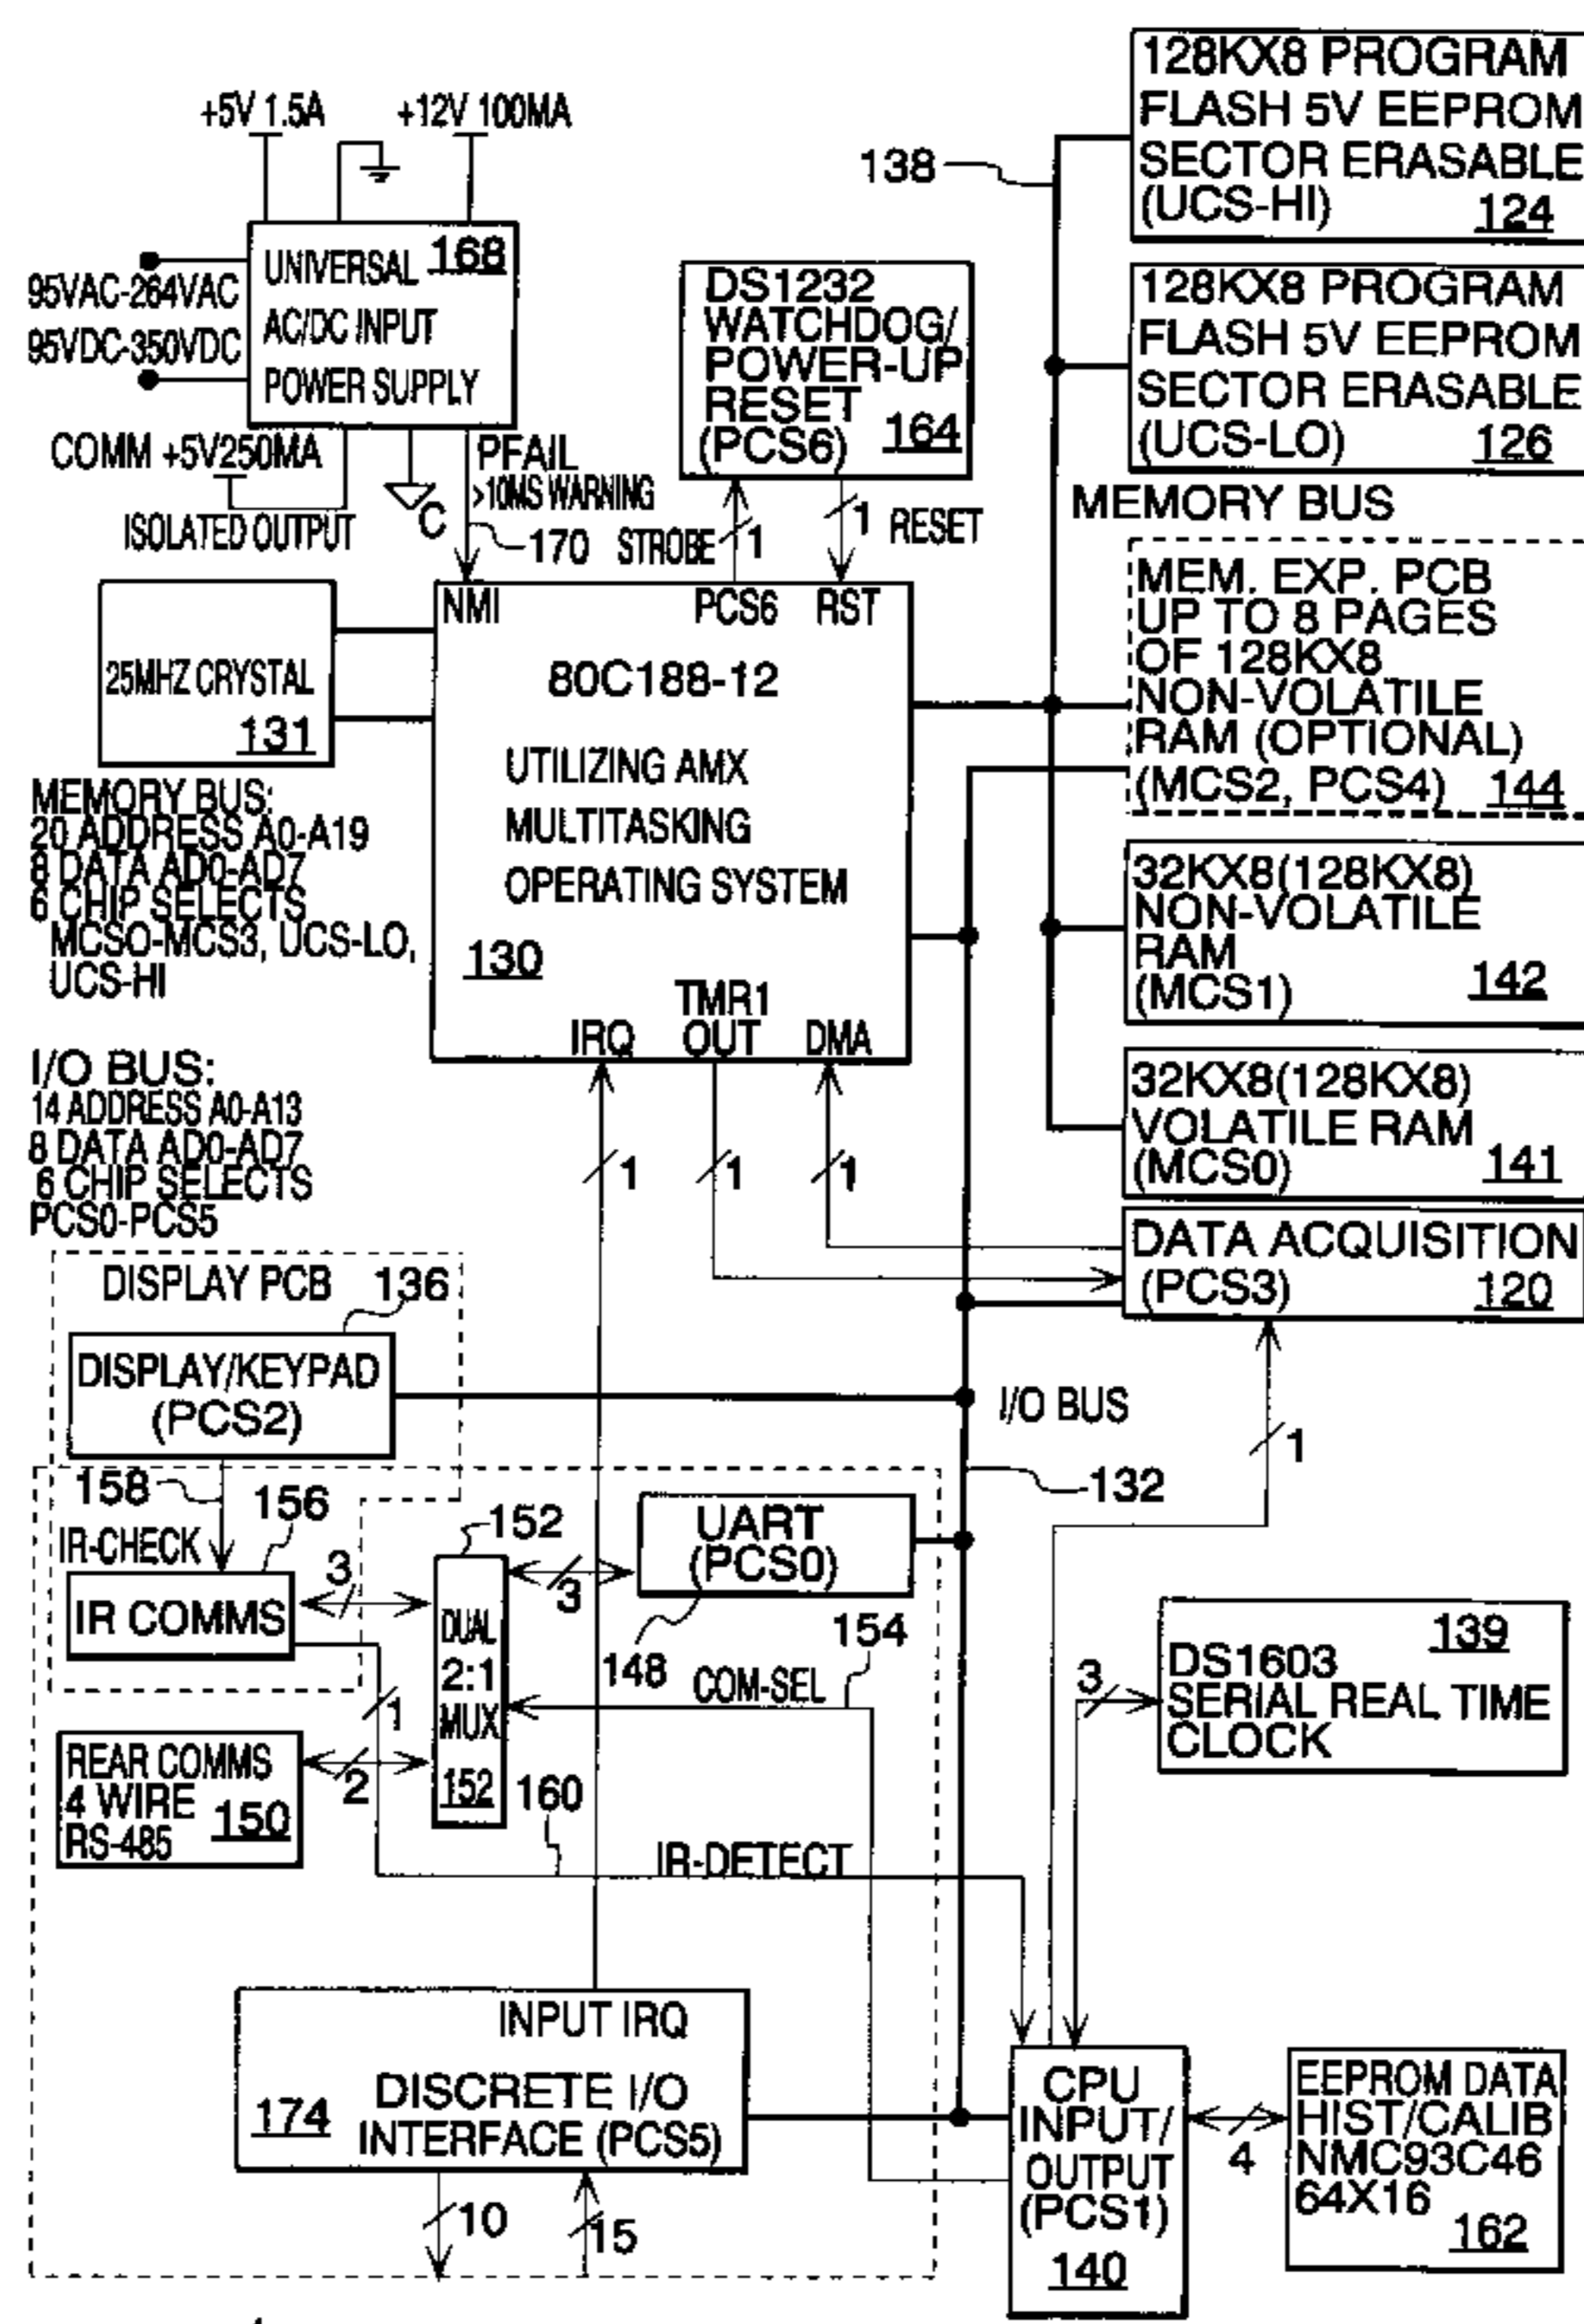 +5V 1.5A
+12V 100MA
168
UNIVERSAL
AC/DC INPUT
POWER SUPPLY
95VAC-264VAC
95VDC-350VDC
COMM +5V250MA
ISOLATED OUTPUT
C
PFAIL
>10MS WARNING
170
DS1232
WATCHDOG/
POWER-UP
RESET
(PCS6) 164
STROBE
1
1
RESET
138
128KX8 PROGRAM
FLASH 5V EEPROM
SECTOR ERASABLE
(UCS-HI) 124
128KX8 PROGRAM
FLASH 5V EEPROM
SECTOR ERASABLE
(UCS-LO) 126
MEMORY BUS
MEM. EXP. PCB
UP TO 8 PAGES
OF 128KX8
NON-VOLATILE
RAM (OPTIONAL)
(MCS2, PCS4) 144
32KX8(128KX8)
NON-VOLATILE
RAM
(MCS1) 142
32KX8(128KX8)
VOLATILE RAM
(MCS0) 141
DATA ACQUISITION
(PCS3) 120
25MHZ CRYSTAL
131
NMI PCS6 RST
80C188-12
UTILIZING AMX
MULTITASKING
OPERATING SYSTEM
130
TMR1
IRQ OUT DMA
1
1
1
MEMORY BUS:
20 ADDRESS A0-A19
8 DATA AD0-AD7
6 CHIP SELECTS
MCSO-MCS3, UCS-LO,
UCS-HI
I/O BUS:
14 ADDRESS A0-A13
8 DATA AD0-AD7
6 CHIP SELECTS
PCS0-PCS5
DISPLAY PCB 136
DISPLAY/KEYPAD
(PCS2)
I/O BUS
132
1
158
156
IR-CHECK
IR COMMS
3
152
DUAL
2:1
MUX
152
3
UART
(PCS0)
148
154
COM-SEL
1
REAR COMMS
4 WIRE
RS-485 150
2
160
IR-DETECT
3
139
DS1603
SERIAL REAL TIME
CLOCK
INPUT IRQ
DISCRETE I/O
174
INTERFACE (PCS5)
10
15
CPU
INPUT/
OUTPUT
(PCS1)
140
4
EEPROM DATA
HIST/CALIB
NMC93C46
64X16
162